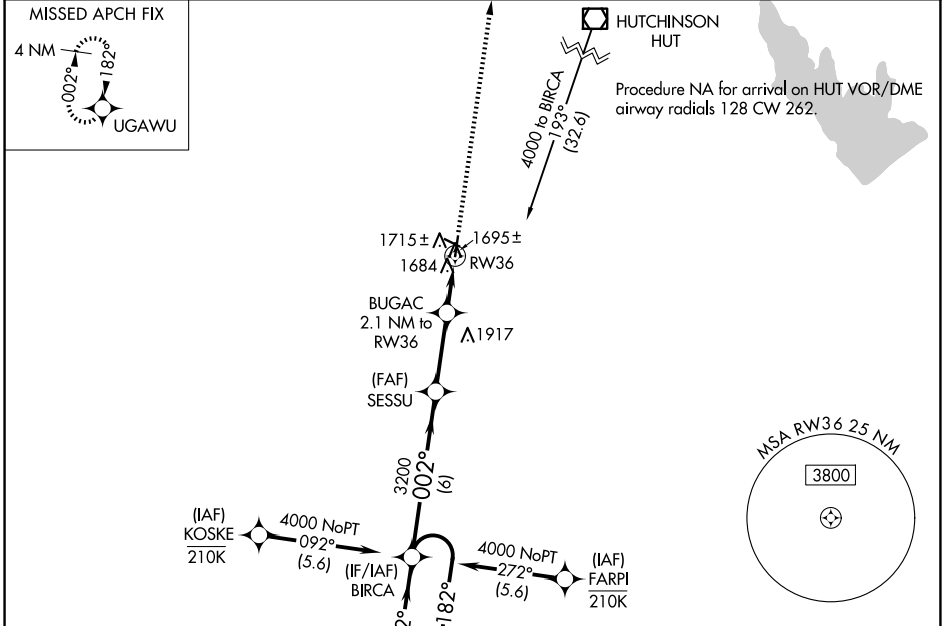 MISSED APCH FIX
4 NM
002°
182°
UGAWU
HUTCHINSON
HUT
4000 to BIRCA
193°
(32.6)
Procedure NA for arrival on HUT VOR/DME
airway radials 128 CW 262.
1715±
1695±
1684
RW36
BUGAC
2.1 NM to
RW36
1917
(FAF)
SESSU
MSA RW36 25 NM
3800
3200
002°
(6)
(IAF)
KOSKE
210K
4000 NoPT
092°
(5.6)
(IF/IAF)
BIRCA
4000 NoPT
272°
(5.6)
(IAF)
FARPI
210K
182°
2°